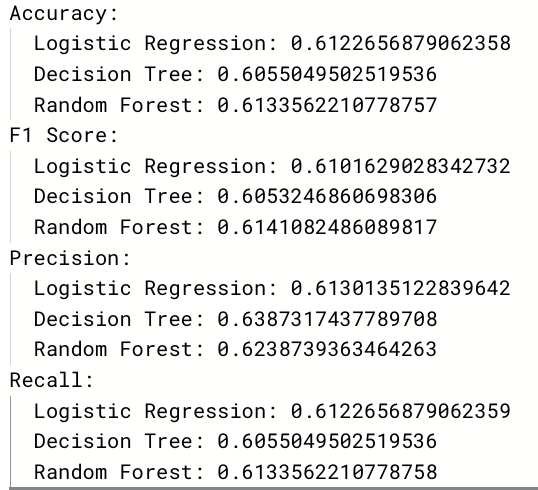 Accuracy:
Logistic Regression: 0.6122656879062358
Decision Tree: 0.6055049502519536
Random Forest: 0.6133562210778757
F1 Score:
Logistic Regression: 0.6101629028342732
Decision Tree: 0.6053246860698306
Random Forest: 0.6141082486089817
Precision:
Logistic Regression: 0.6130135122839642
Decision Tree: 0.6387317437789708
Random Forest: 0.6238739363464263
Recall:
Logistic Regression: 0.6122656879062359
Decision Tree: 0.6055049502519536
Random Forest: 0.6133562210778758